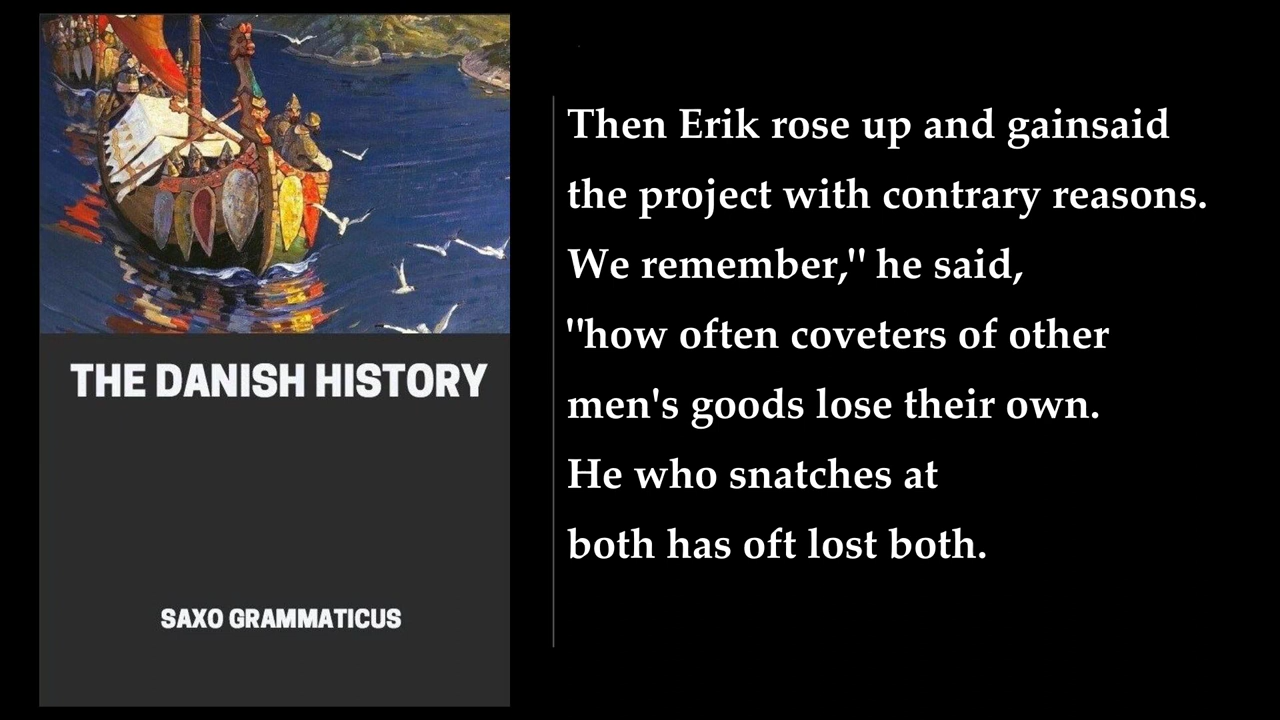 THE DANISH HISTORY
SAXO GRAMMATICUS
Then Erik rose up and gainsaid
the project with contrary reasons.
We remember," he said,
"how often coveters of other
men's goods lose their own.
He who snatches at
both has oft lost both.